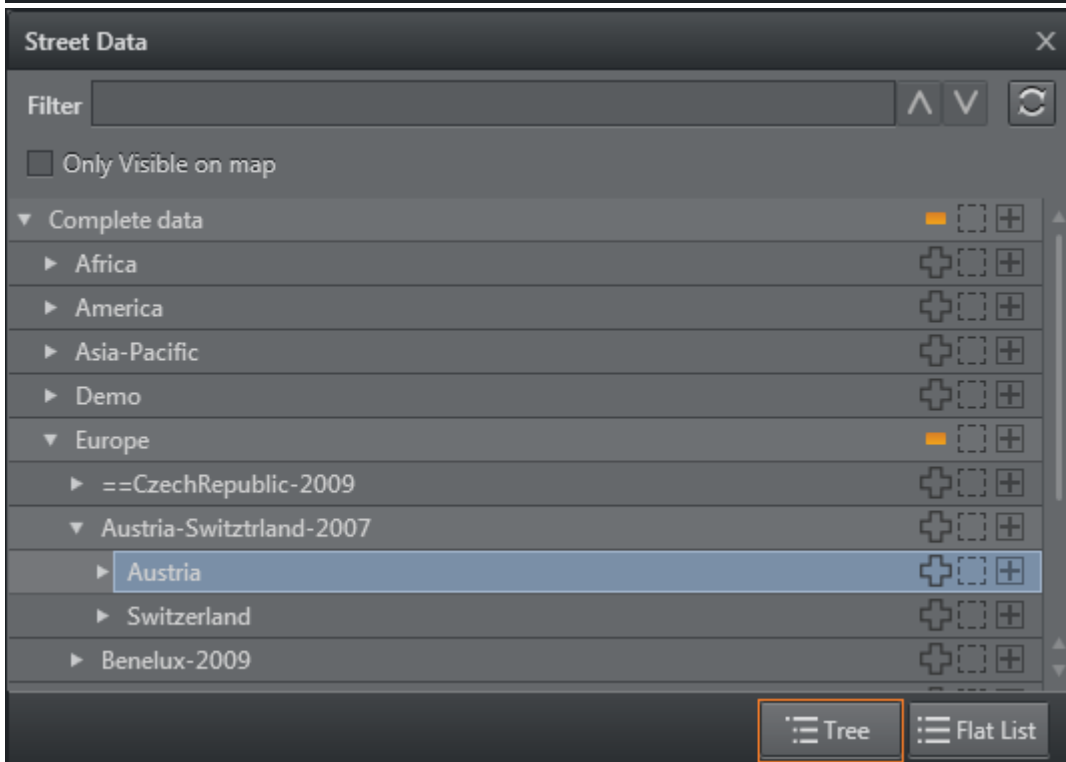 Street Data
Filter
Only Visible on map
Complete data
Africa
America
Asia-Pacific
Demo
Europe
==CzechRepublic-2009
Austria-Switztrland-2007
Austria
Switzerland
Benelux-2009
Tree
Flat List